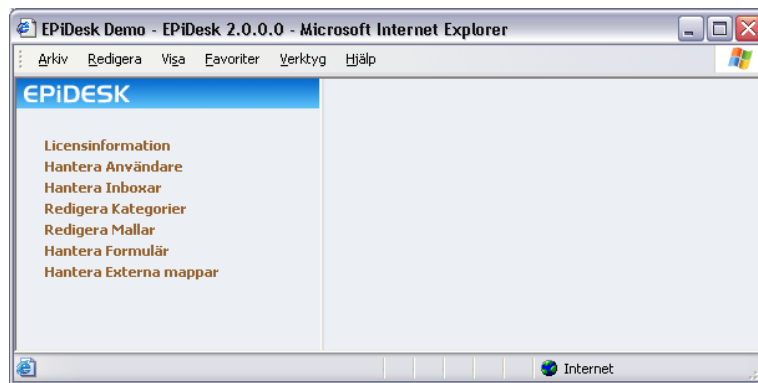 EPiDesk Demo - EPiDesk 2.0.0.0 - Microsoft Internet Explorer
Arkiv Redigera Visa Favoriter Verktyg Hjälp
EPiDESK
Licensinformation
Hantera Användare
Hantera Inboxar
Redigera Kategorier
Redigera Mallar
Hantera Formulär
Hantera Externa mappar
Internet